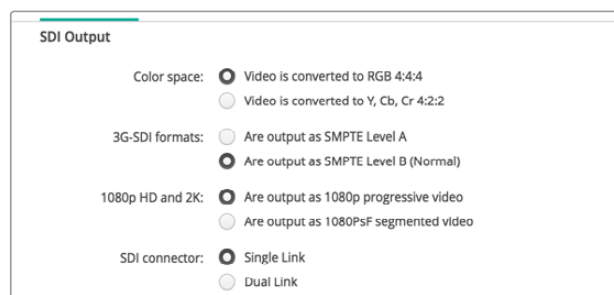 SDI Output
Color space: Video is converted to RGB 4:4:4
Video is converted to Y, Cb, Cr 4:2:2
3G-SDI formats: Are output as SMPTE Level A
Are output as SMPTE Level B (Normal)
1080p HD and 2K: Are output as 1080p progressive video
Are output as 1080PsF segmented video
SDI connector: Single Link
Dual Link